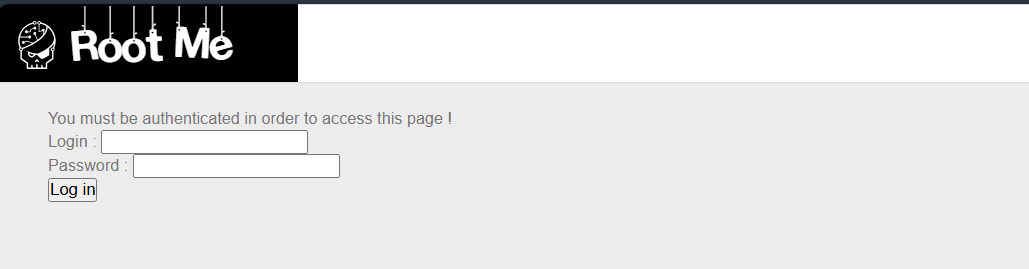 Root Me
You must be authenticated in order to access this page !
Login :
Password :
Log in